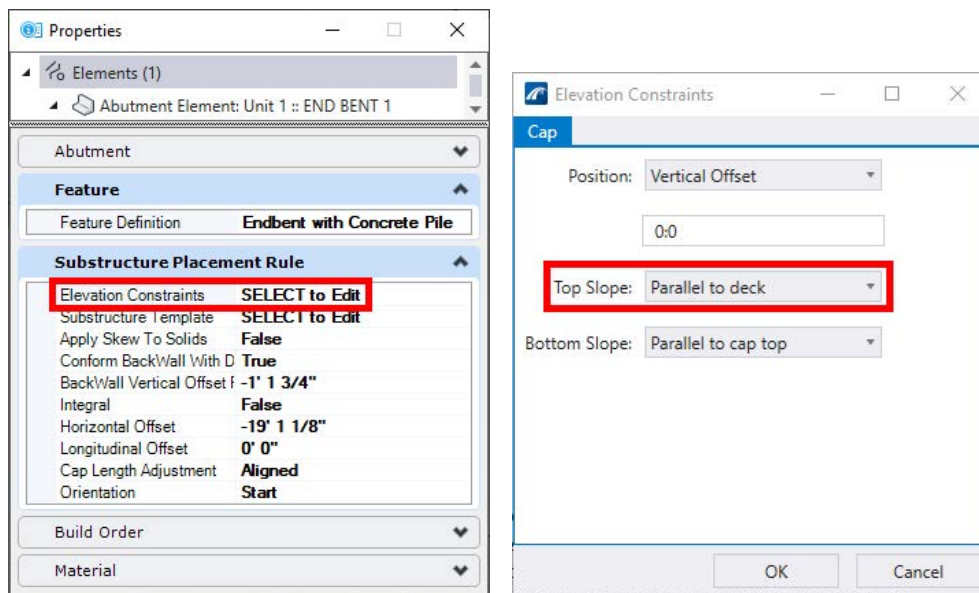 Properties
Elements (1)
Abutment Element: Unit 1 :: END BENT 1
Abutment
Feature
Feature Definition Endbent with Concrete Pile
Substructure Placement Rule
Elevation Constraints SELECT to Edit
Substructure Template SELECT to Edit
Apply Skew To Solids False
Conform BackWall With D True
BackWall Vertical Offset F -1' 1 3/4"
Integral False
Horizontal Offset -19' 1 1/8"
Longitudinal Offset 0' 0"
Cap Length Adjustment Aligned
Orientation Start
Build Order
Material
Elevation Constraints
Cap
Position: Vertical Offset
0:0
Top Slope: Parallel to deck
Bottom Slope: Parallel to cap top
OK Cancel